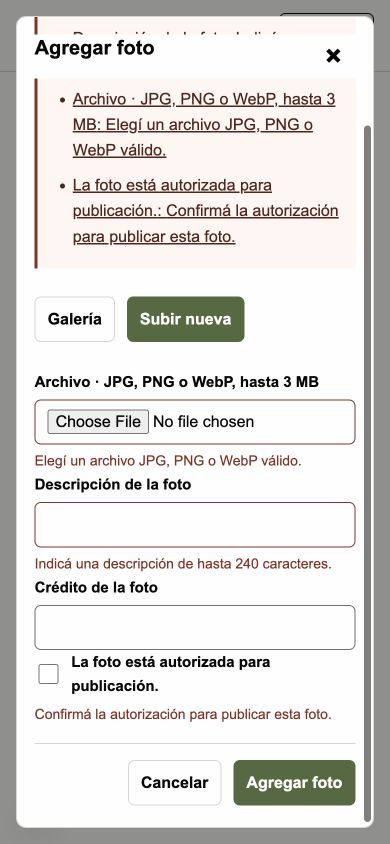 Agregar foto
Archivo · JPG, PNG o WebP, hasta 3
MB: Elegí un archivo JPG, PNG o
WebP válido.
La foto está autorizada para
publicación.: Confirmá la autorización
para publicar esta foto.
Galería
Subir nueva
Archivo · JPG, PNG o WebP, hasta 3 MB
Choose File No file chosen
Elegí un archivo JPG, PNG o WebP válido.
Descripción de la foto
Indicá una descripción de hasta 240 caracteres.
Crédito de la foto
La foto está autorizada para
publicación.
Confirmá la autorización para publicar esta foto.
Cancelar
Agregar foto